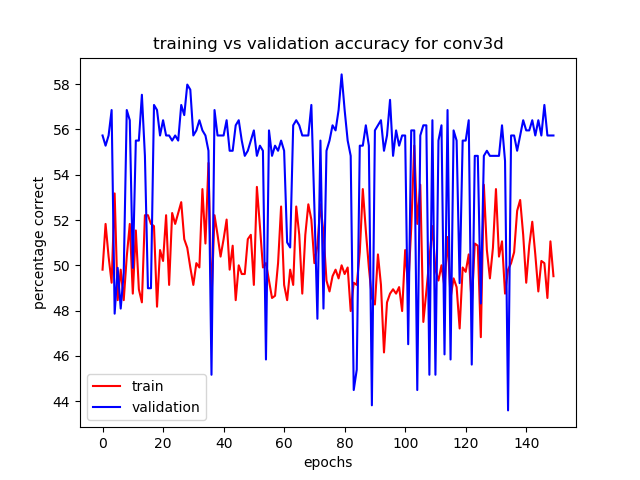 training vs validation accuracy for conv3d
percentage correct
58
56
54
52
50
48
46
44
train
validation
0 20 40 60 80 100 120 140
epochs